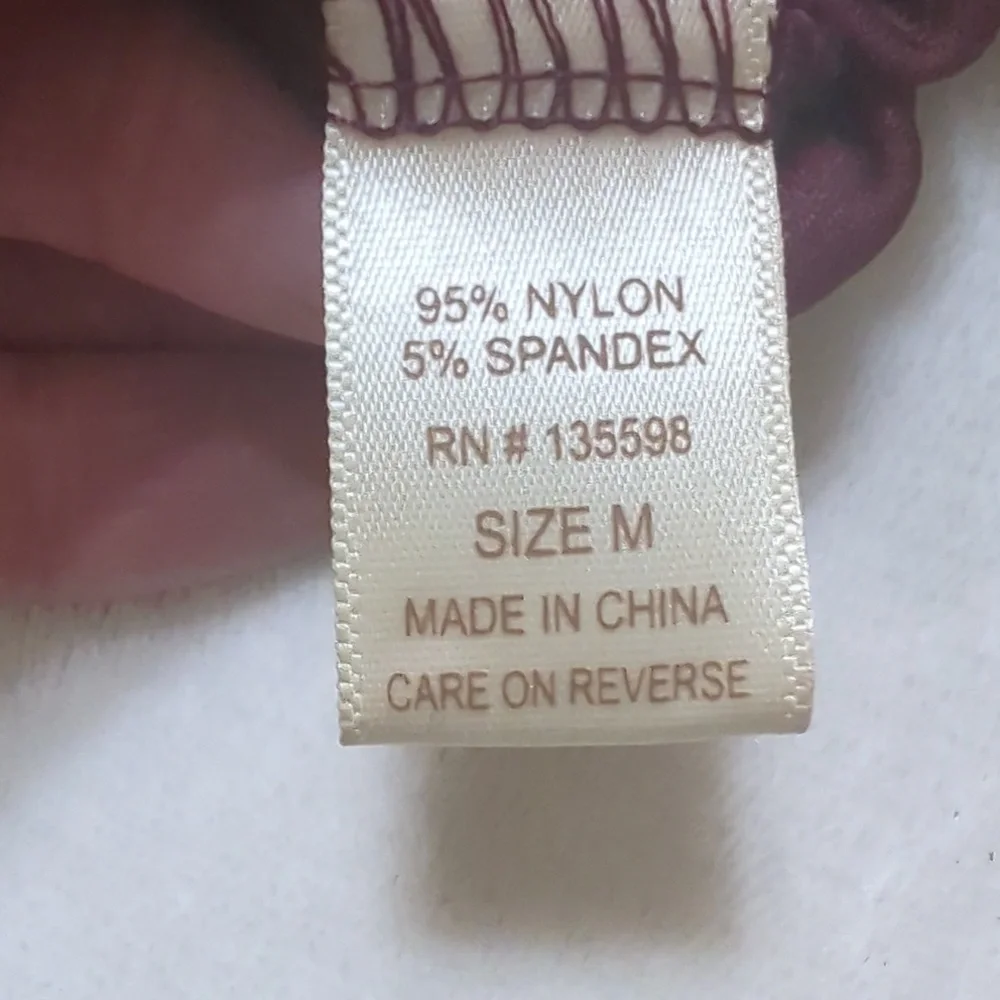 95% NYLON
5% SPANDEX
RN # 135598
SIZE M
MADE IN CHINA
CARE ON REVERSE